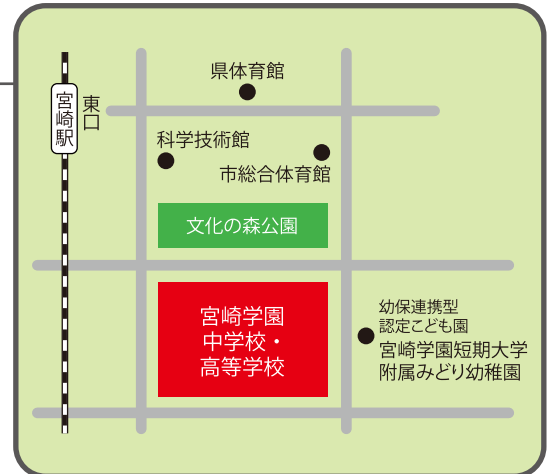 県体育館
宮崎駅
東口
科学技術館
市総合体育館
文化の森公園
宮崎学園
中学校・
高等学校
幼保連携型
認定こども園
宮崎学園短期大学
附属みどり幼稚園